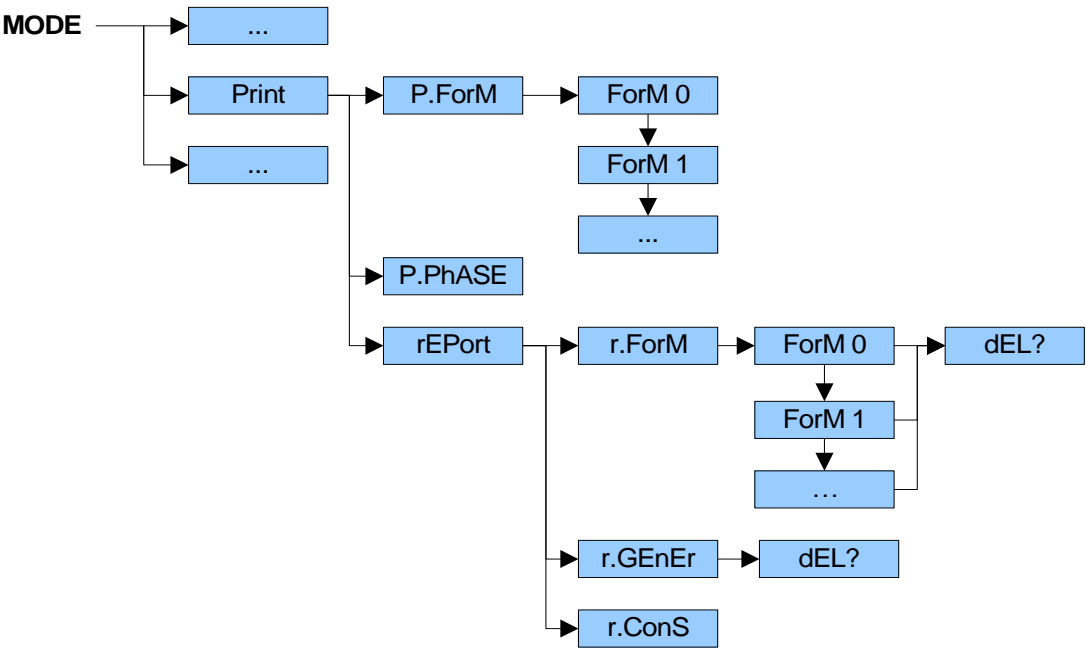 MODE
...
Print
P.ForM
ForM 0
...
ForM 1
...
P.PhASE
rEPort
r.ForM
ForM 0
dEL?
ForM 1
...
r.GEnEr
dEL?
r.ConS